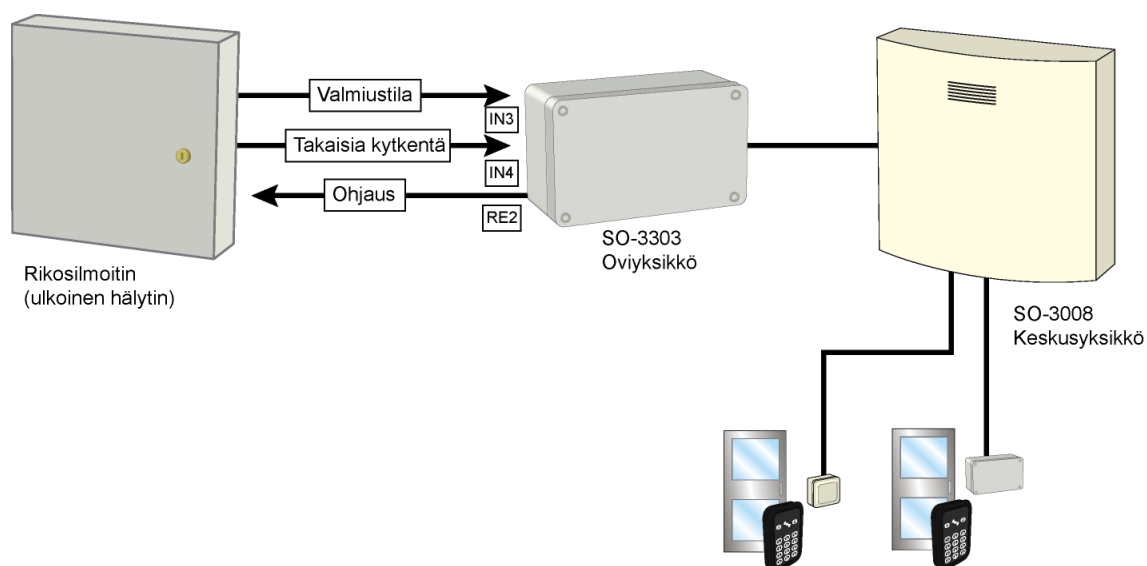 Valmiustila
IN3
Takaisia kytkentä
IN4
Ohjaus
RE2
Rikosilmoitin
(ulkoinen hälytin)
SO-3303
Oviyksikkö
SO-3008
Keskusyksikkö